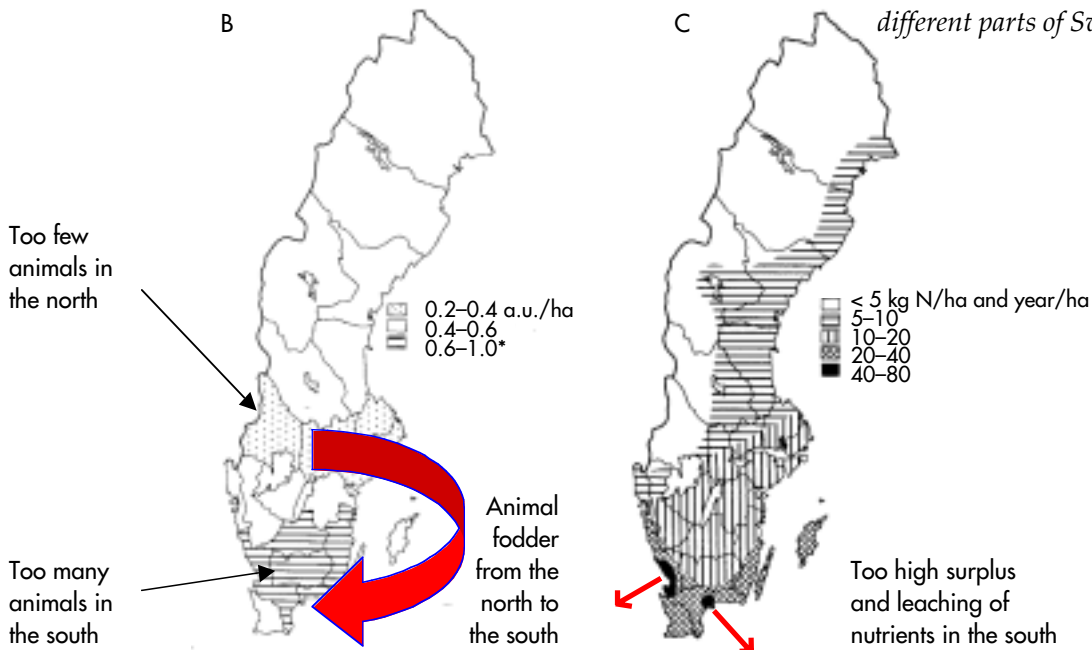 B
C
different parts of Sv
Too few
animals in
the north
0.2–0.4 a.u./ha
0.4–0.6
0.6–1.0*
< 5 kg N/ha and year/ha
5–10
10–20
20–40
40–80
Too many
animals in
the south
Animal
fodder
from the
north to
the south
Too high surplus
and leaching of
nutrients in the south